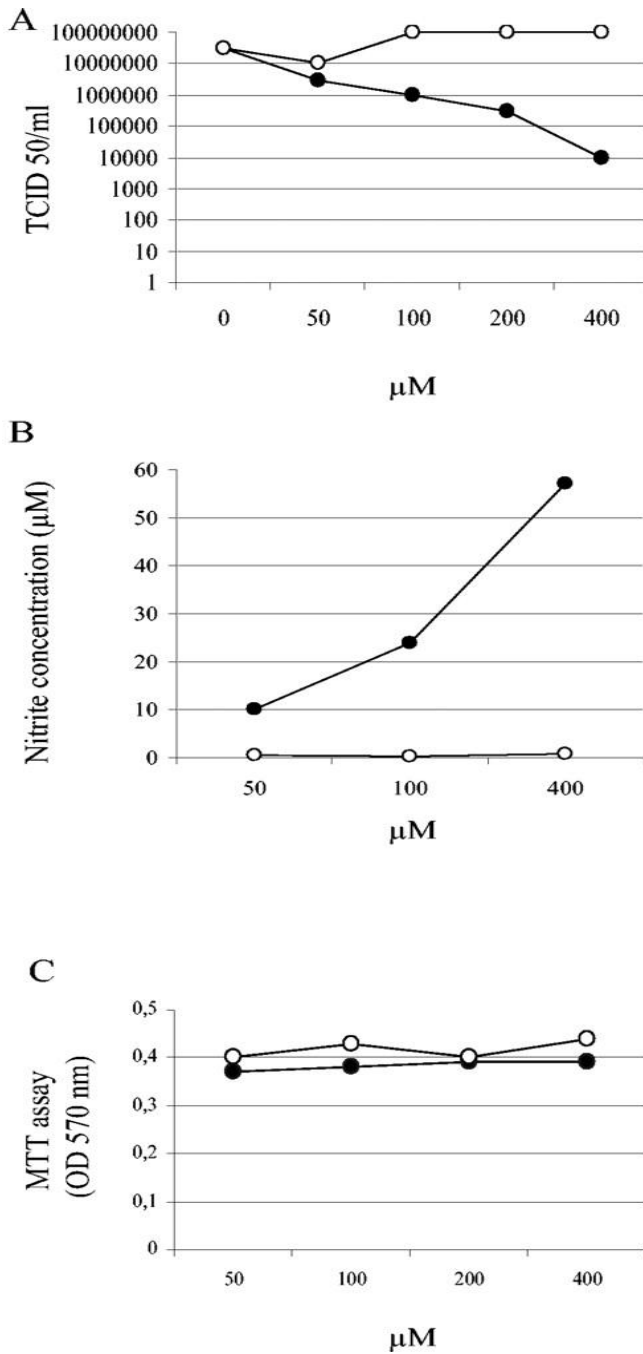 A
TCID 50/ml
100000000
10000000
1000000
100000
10000
1000
100
10
1
0 50 100 200 400
μM
B
Nitrite concentration (μM)
60
50
40
30
20
10
0
50 100 400
μM
C
MTT assay
(OD 570 nm)
0,5
0,4
0,3
0,2
0,1
0
50 100 200 400
μM